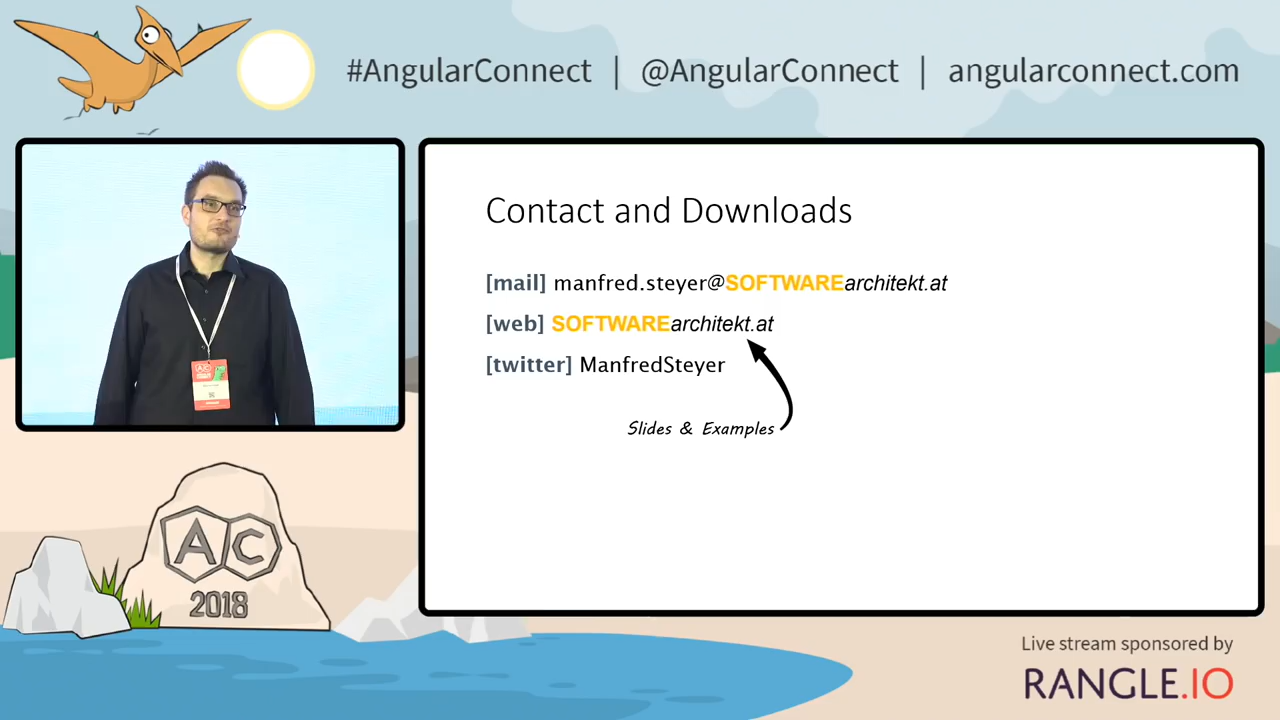 #AngularConnect | @AngularConnect | angularconnect.com
Contact and Downloads
[mail] manfred.steyer@SOFTWAREarchitekt.at
[web] SOFTWAREarchitekt.at
[twitter] ManfredSteyer
Slides & Examples
AC
2018
Live stream sponsored by
RANGLE.IO